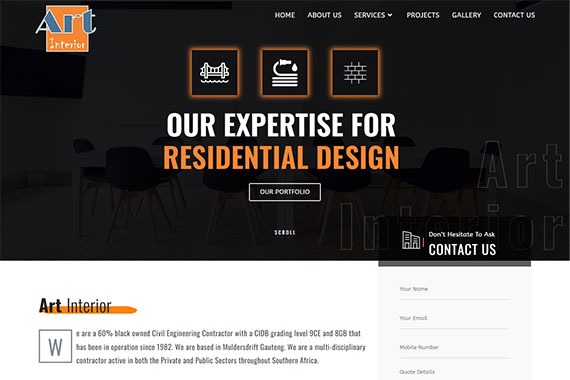 Art
Interior
HOME ABOUT US SERVICES PROJECTS GALLERY CONTACT US
OUR EXPERTISE FOR
RESIDENTIAL DESIGN
OUR PORTFOLIO
SCROLL
Art
Interior
Don't Hesitate To Ask
CONTACT US
Your Name
Your Email
Mobile Number
Quote Details
Art Interior
We are a 60% black owned Civil Engineering Contractor with a CIDB grading level 9CE and 8GB that
has been in operation since 1982. We are based in Muldersdrift Gauteng. We are a multi-disciplinary
contractor active in both the Private and Public Sectors throughout Southern Africa.